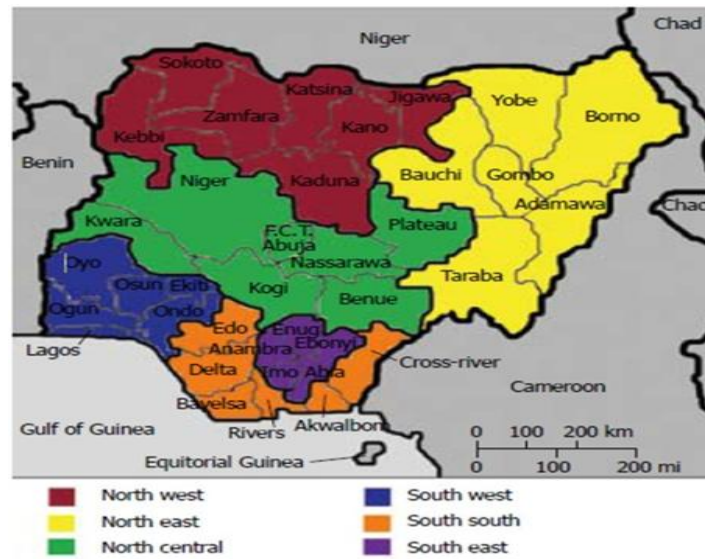 Niger
Chad
Sokoto
Katsina
Jigawa
Yobe
Borno
Zamfara
Kano
Kebbi
Benin
Niger
Kaduna
Bauchi
Gombo
Adamawa
Chad
Kwara
F.C.T.
Abuja
Plateau
Nassarawa
Taraba
Oyo
Osun
Ekiti
Kogi
Benue
Ogun
Ondo
Edo
Enugu
Ebonyi
Lagos
Anambra
Delta
Imo
Abia
Cross-river
Cameroon
Bayelsa
Gulf of Guinea
Rivers
Akwalbom
0 100 200 km
Equitorial Guinea
0 100 200 mi
North west
South west
North east
South south
North central
South east